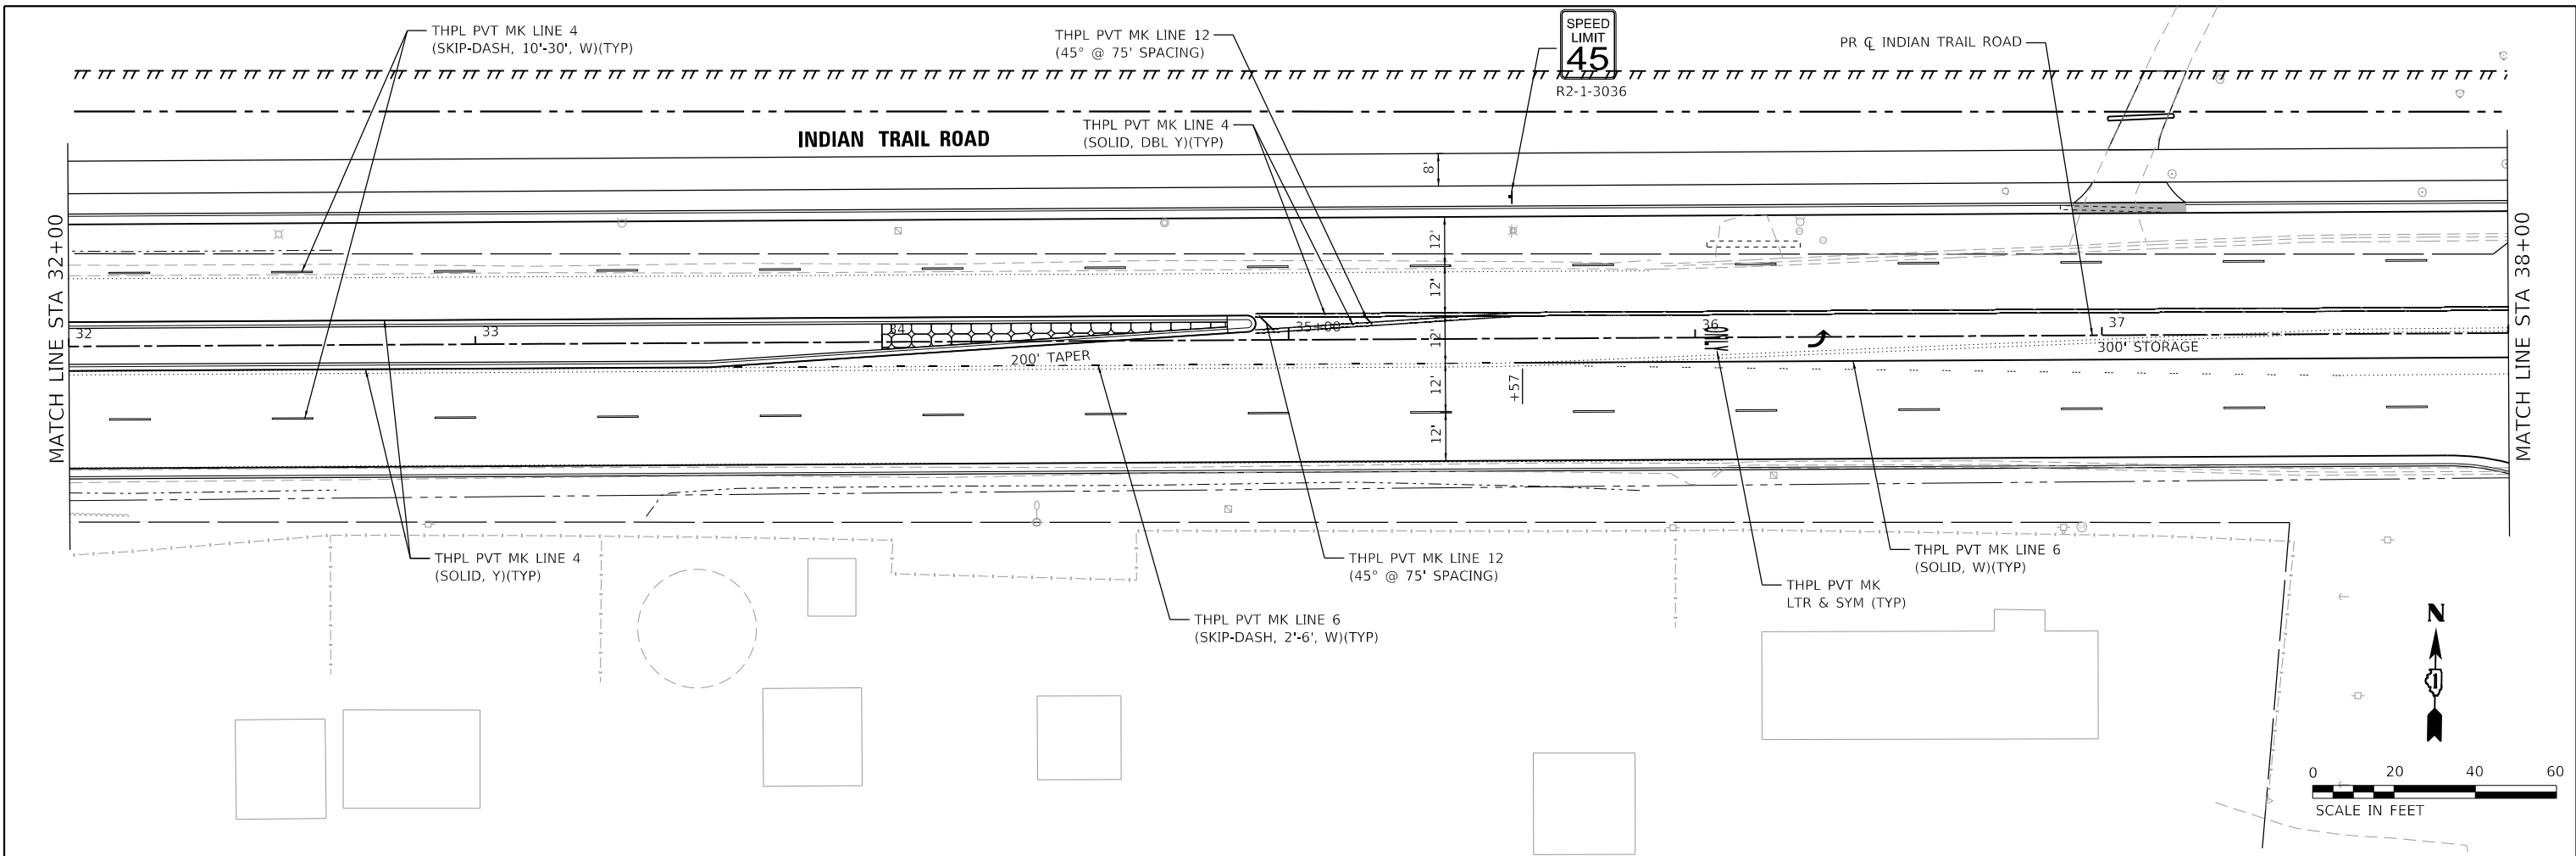 THPL PVT MK LINE 4
(SKIP-DASH, 10'-30', W)(TYP)
THPL PVT MK LINE 12
(45° @ 75' SPACING)
SPEED
LIMIT
45
R2-1-3036
PR ℄ INDIAN TRAIL ROAD
INDIAN TRAIL ROAD
THPL PVT MK LINE 4
(SOLID, DBL Y)(TYP)
8'
MATCH LINE STA 32+00
MATCH LINE STA 38+00
12'
12'
12'
12'
12'
32
33
34
35+00
36
37
200' TAPER
+57
300' STORAGE
THPL PVT MK LINE 4
(SOLID, Y)(TYP)
THPL PVT MK LINE 12
(45° @ 75' SPACING)
THPL PVT MK LINE 6
(SOLID, W)(TYP)
THPL PVT MK
LTR & SYM (TYP)
THPL PVT MK LINE 6
(SKIP-DASH, 2'-6', W)(TYP)
N
0 20 40 60
SCALE IN FEET